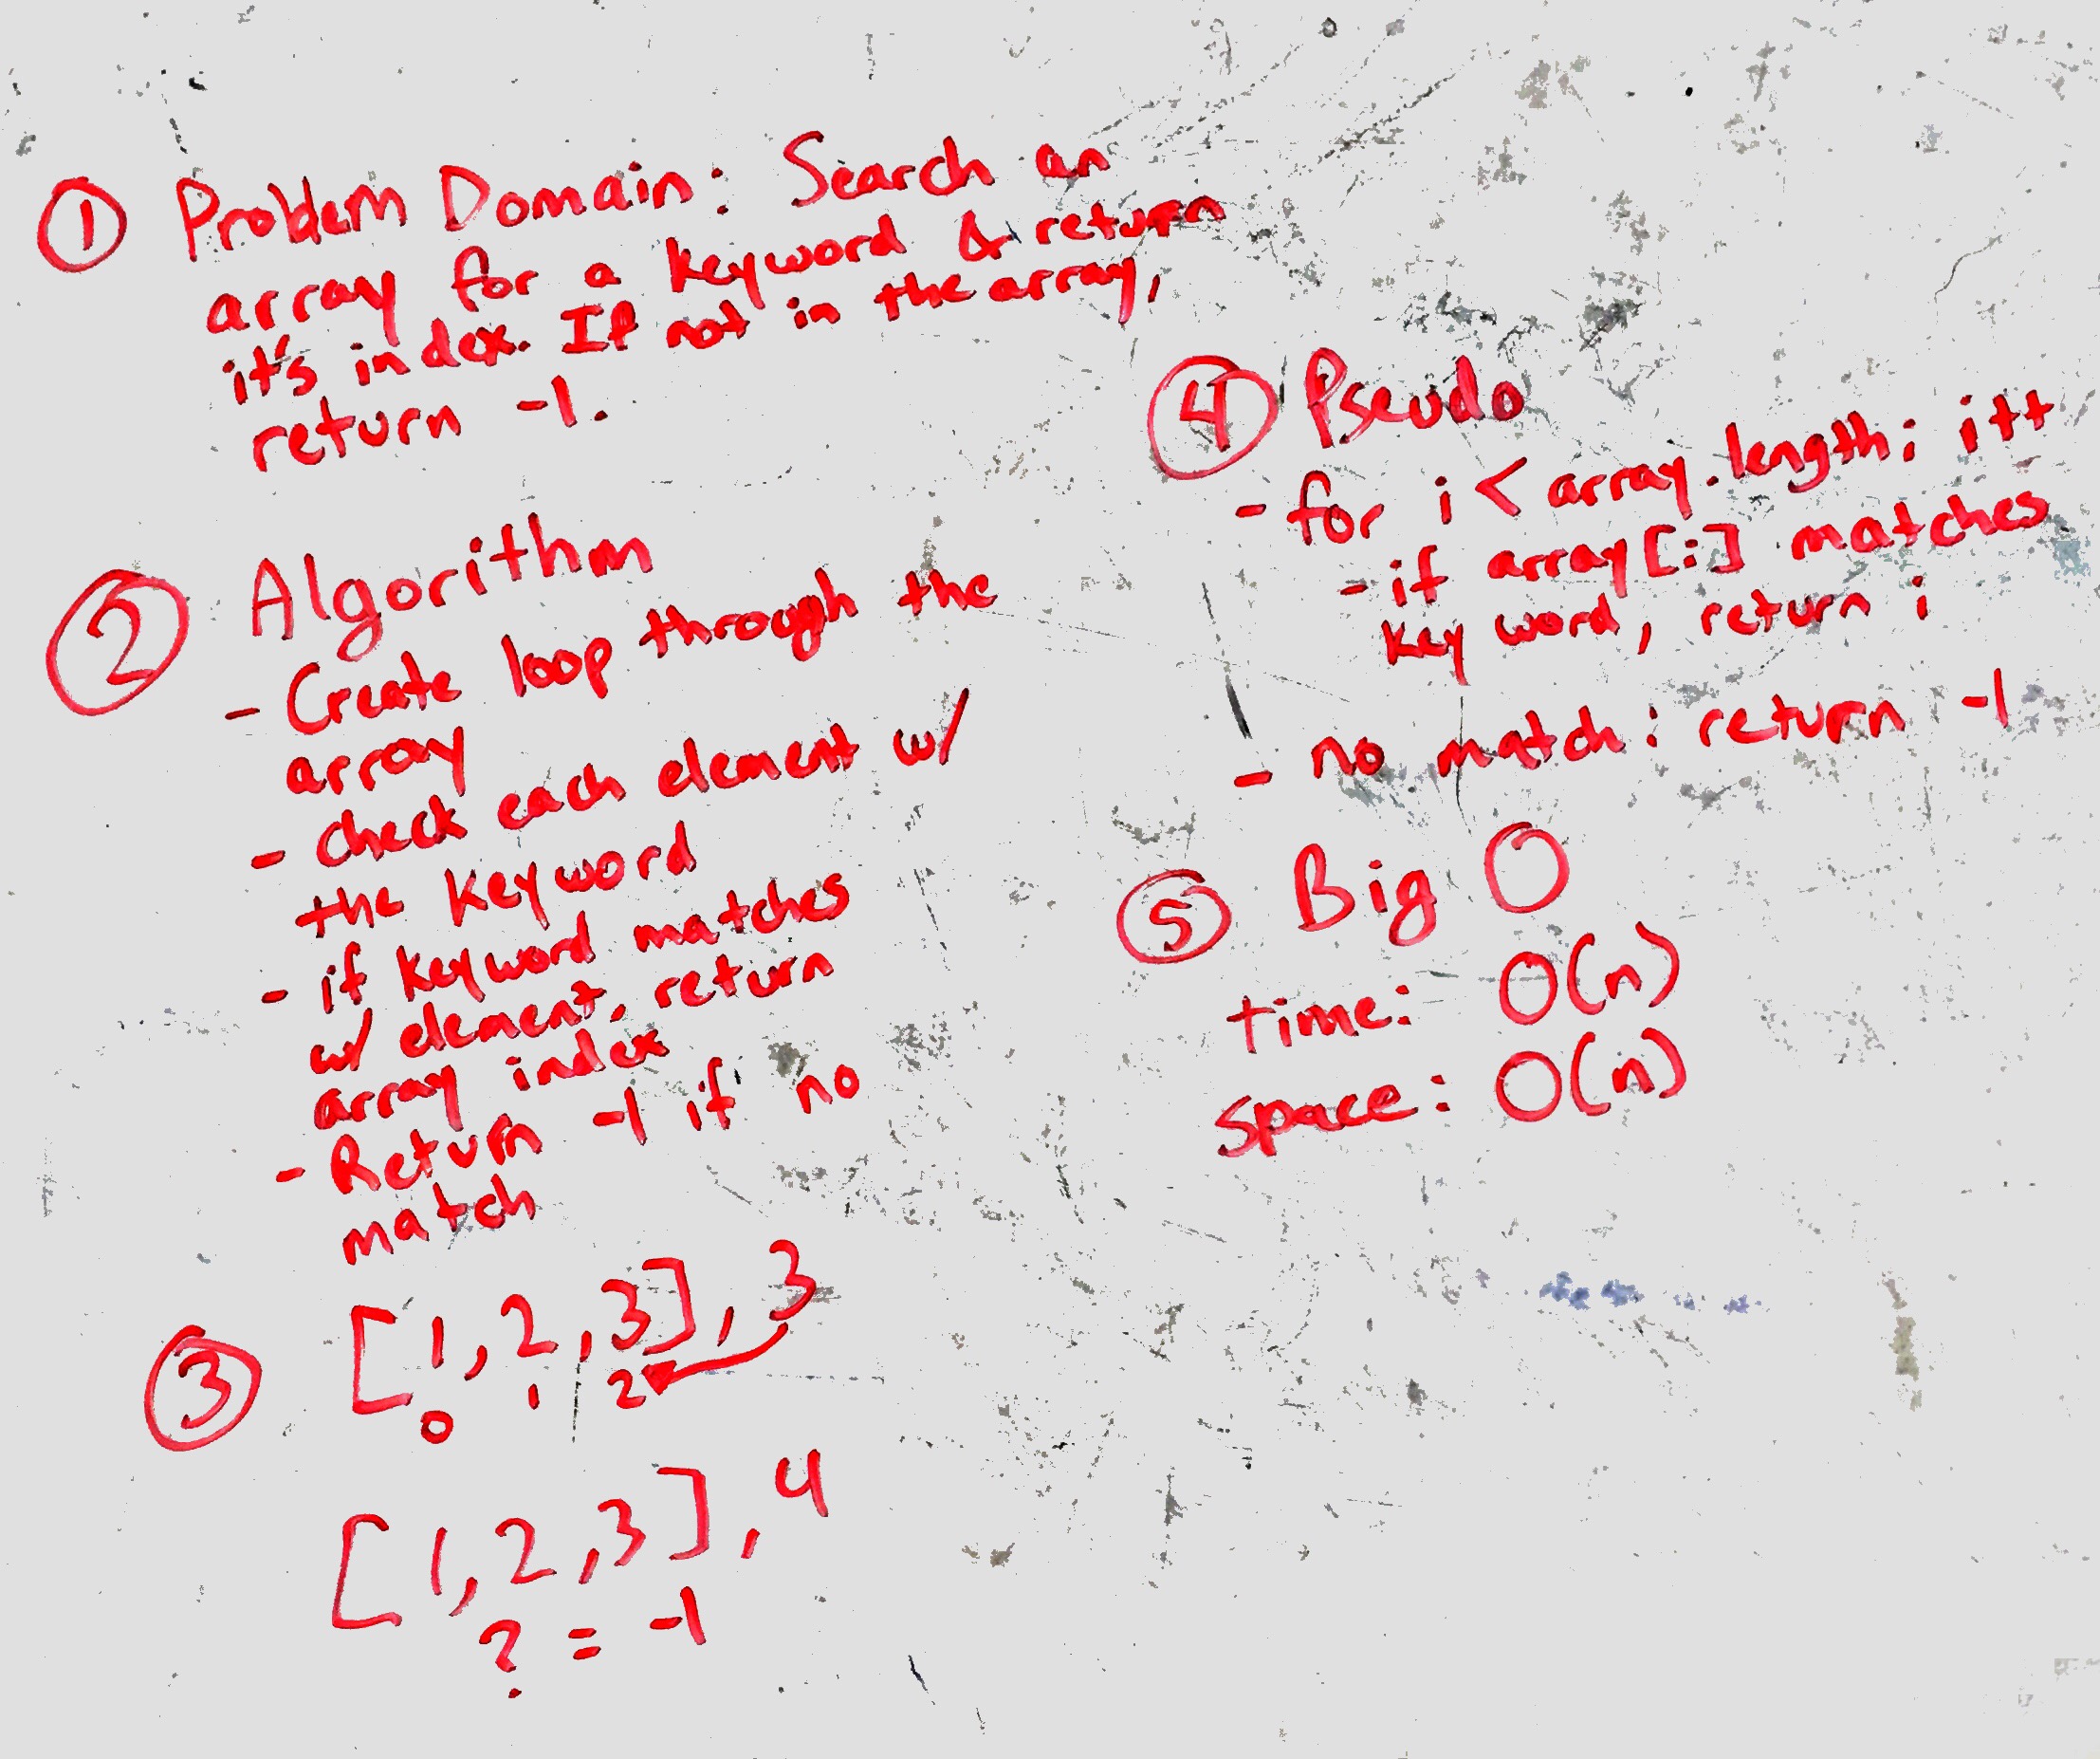 ① Problem Domain: Search an
array for a keyword & return
it's index. If not in the array,
return -1.
② Algorithm
- Create loop through the
array
- check each element w/
the keyword
- if keyword matches
w/ element, return
array index
- Return -1 if no
match
③ [1, 2, 3], 3
0 1 2
[1, 2, 3], 4
? = -1
④ Pseudo
- for i < array.length; i++
- if array[i] matches
key word, return i
- no match: return -1
⑤ Big O
time: O(n)
space: O(n)